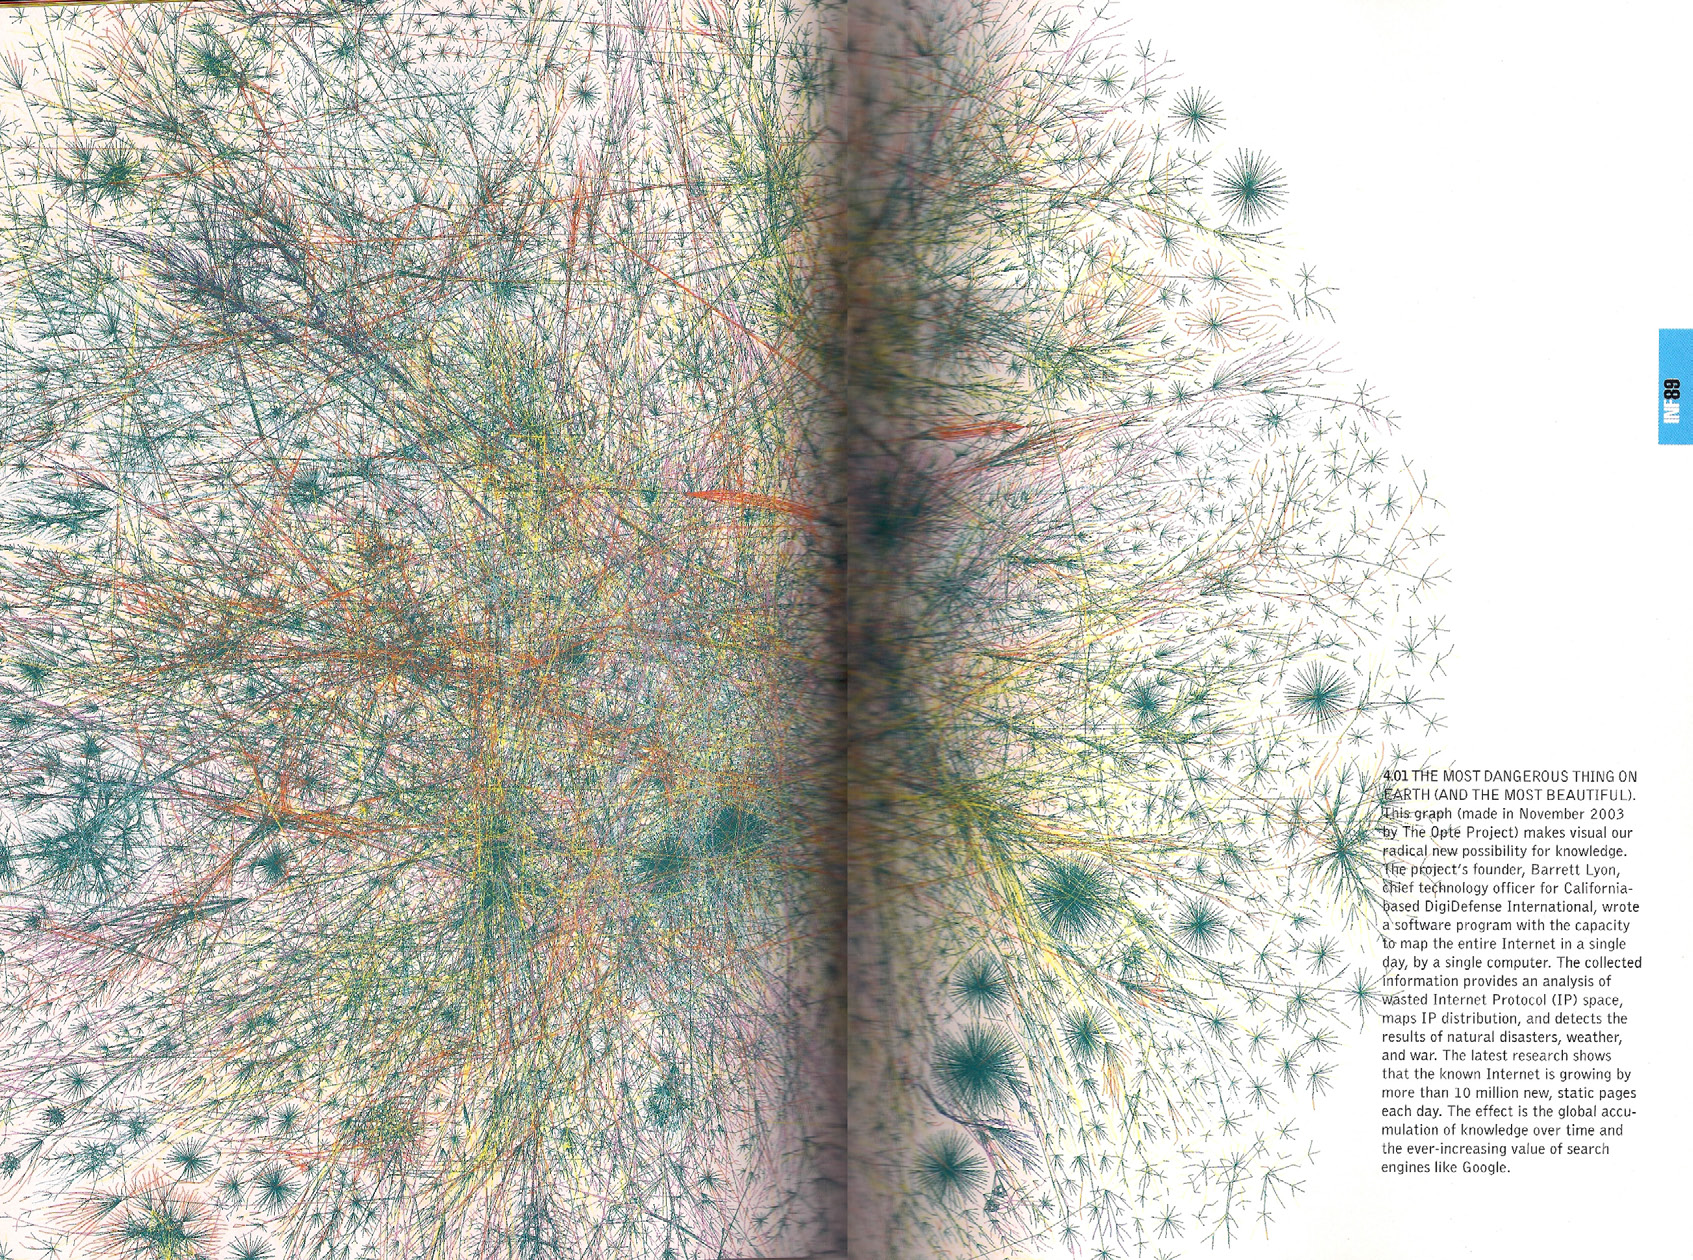 INF89
4.01 THE MOST DANGEROUS THING ON
EARTH (AND THE MOST BEAUTIFUL).
This graph (made in November 2003
by The Opte Project) makes visual our
radical new possibility for knowledge.
The project's founder, Barrett Lyon,
chief technology officer for California-
based DigiDefense International, wrote
a software program with the capacity
to map the entire Internet in a single
day, by a single computer. The collected
information provides an analysis of
wasted Internet Protocol (IP) space,
maps IP distribution, and detects the
results of natural disasters, weather,
and war. The latest research shows
that the known Internet is growing by
more than 10 million new, static pages
each day. The effect is the global accu-
mulation of knowledge over time and
the ever-increasing value of search
engines like Google.